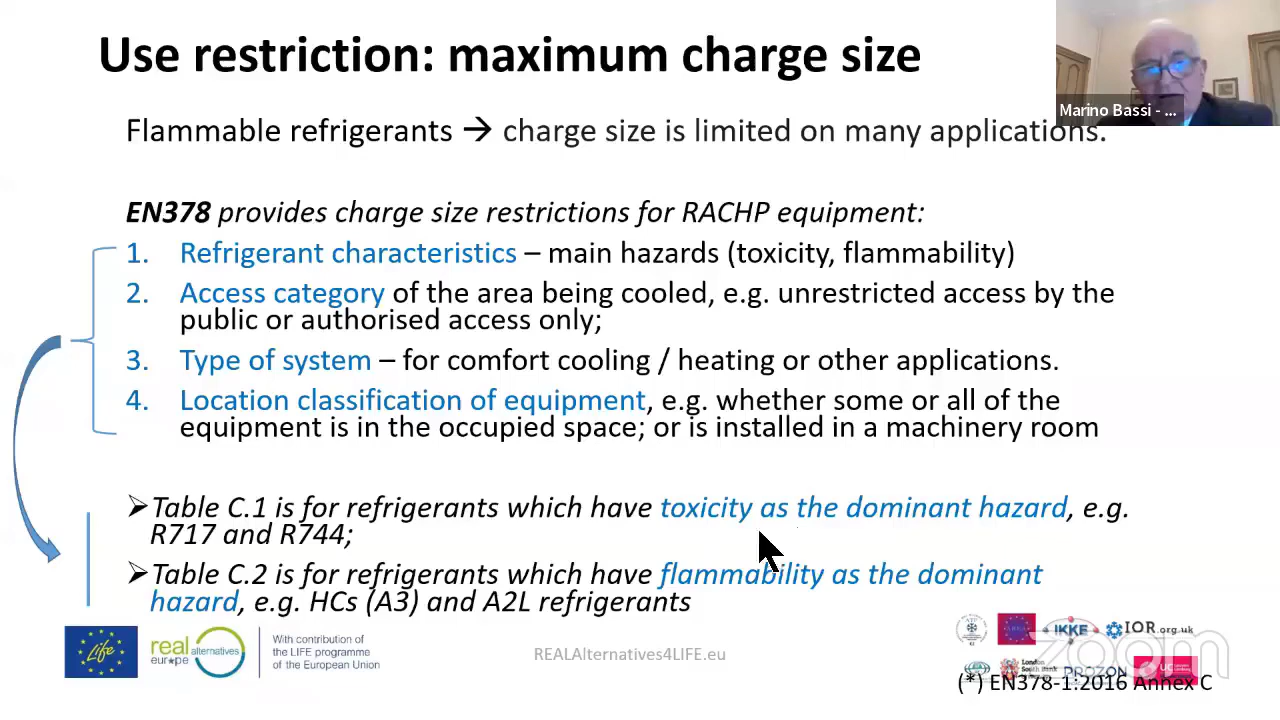 Use restriction: maximum charge size
Marino Bassi - ...
Flammable refrigerants → charge size is limited on many applications.
EN378 provides charge size restrictions for RACHP equipment:
1. Refrigerant characteristics – main hazards (toxicity, flammability)
2. Access category of the area being cooled, e.g. unrestricted access by the
public or authorised access only;
3. Type of system – for comfort cooling / heating or other applications.
4. Location classification of equipment, e.g. whether some or all of the
equipment is in the occupied space; or is installed in a machinery room
➢Table C.1 is for refrigerants which have toxicity as the dominant hazard, e.g.
R717 and R744;
➢Table C.2 is for refrigerants which have flammability as the dominant
hazard, e.g. HCs (A3) and A2L refrigerants
Life
real alternatives
europe
With contribution of
the LIFE programme
of the European Union
REALAlternatives4LIFE.eu
ATF
IKKE
IOR.org.uk
zoom
London
South Bank
PROZON
UC
(*) EN378-1:2016 Annex C